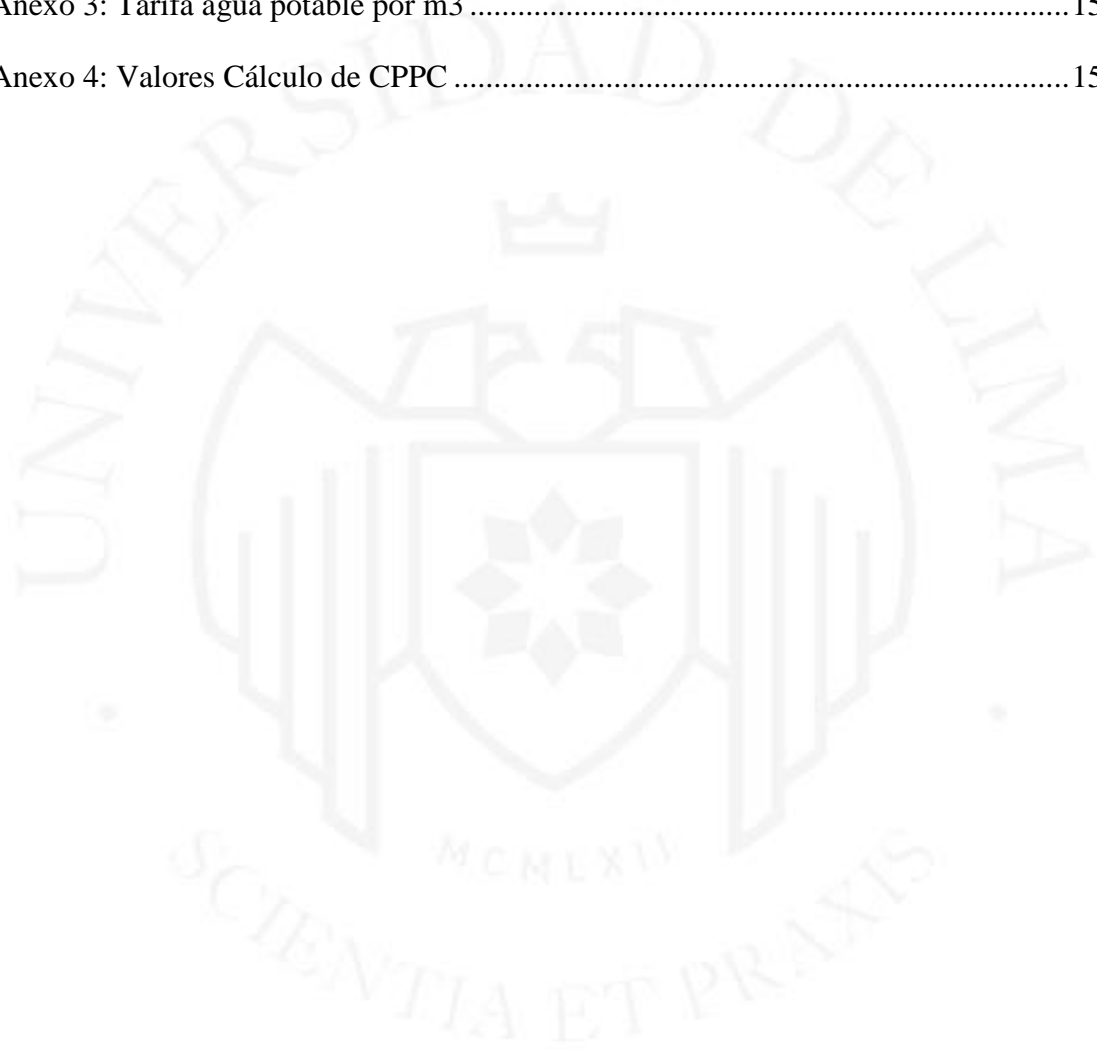 Anexo 3: Tarifa agua potable por m3 ........................................................................... 15
Anexo 4: Valores Cálculo de CPPC ............................................................................. 15
UNIVERSIDAD DE LIMA
MCMLXII
SCIENTIA ET PRAXIS